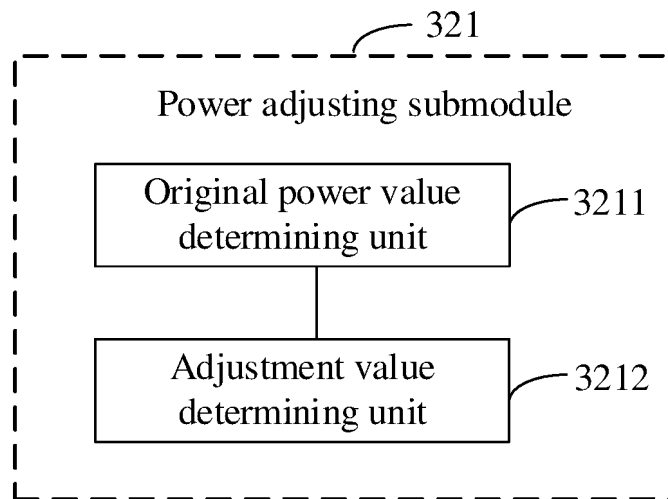 321
Power adjusting submodule
Original power value
determining unit
3211
Adjustment value
determining unit
3212